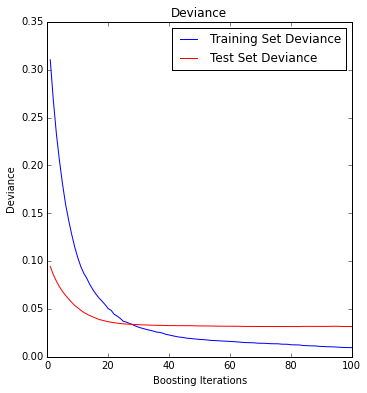 Deviance
Training Set Deviance
Test Set Deviance
0.35
0.30
0.25
0.20
0.15
0.10
0.05
0.00
Deviance
0 20 40 60 80 100
Boosting Iterations